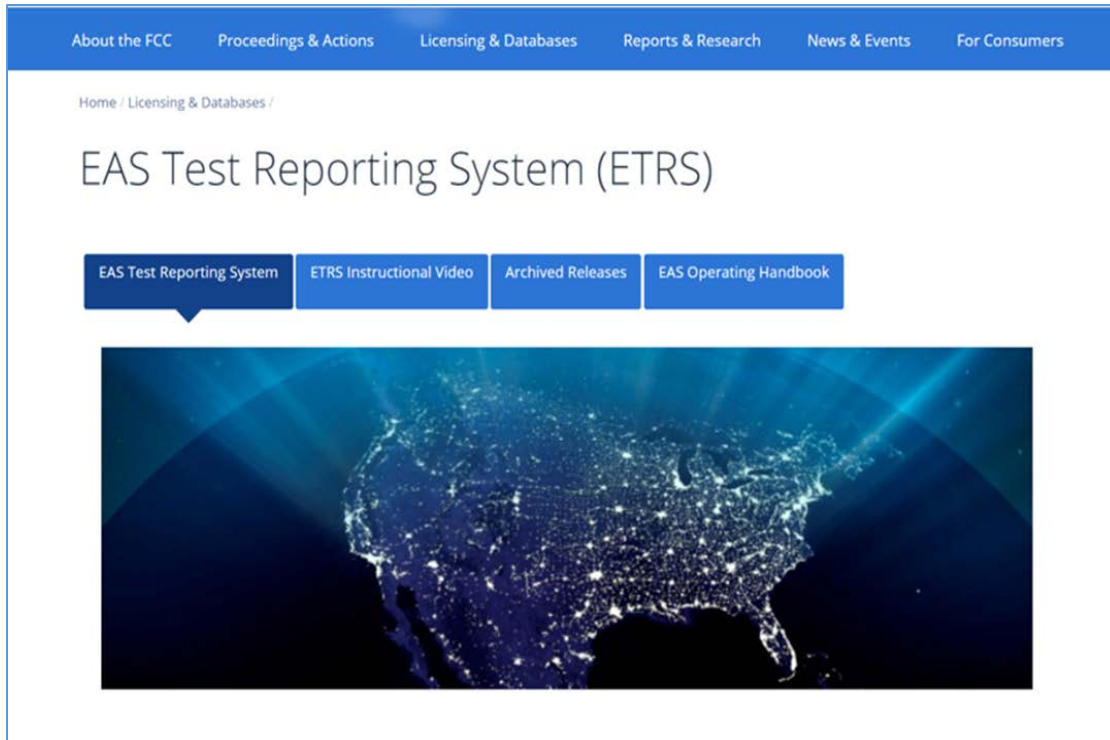 About the FCC Proceedings & Actions Licensing & Databases Reports & Research News & Events For Consumers
Home / Licensing & Databases /
EAS Test Reporting System (ETRS)
EAS Test Reporting System ETRS Instructional Video Archived Releases EAS Operating Handbook